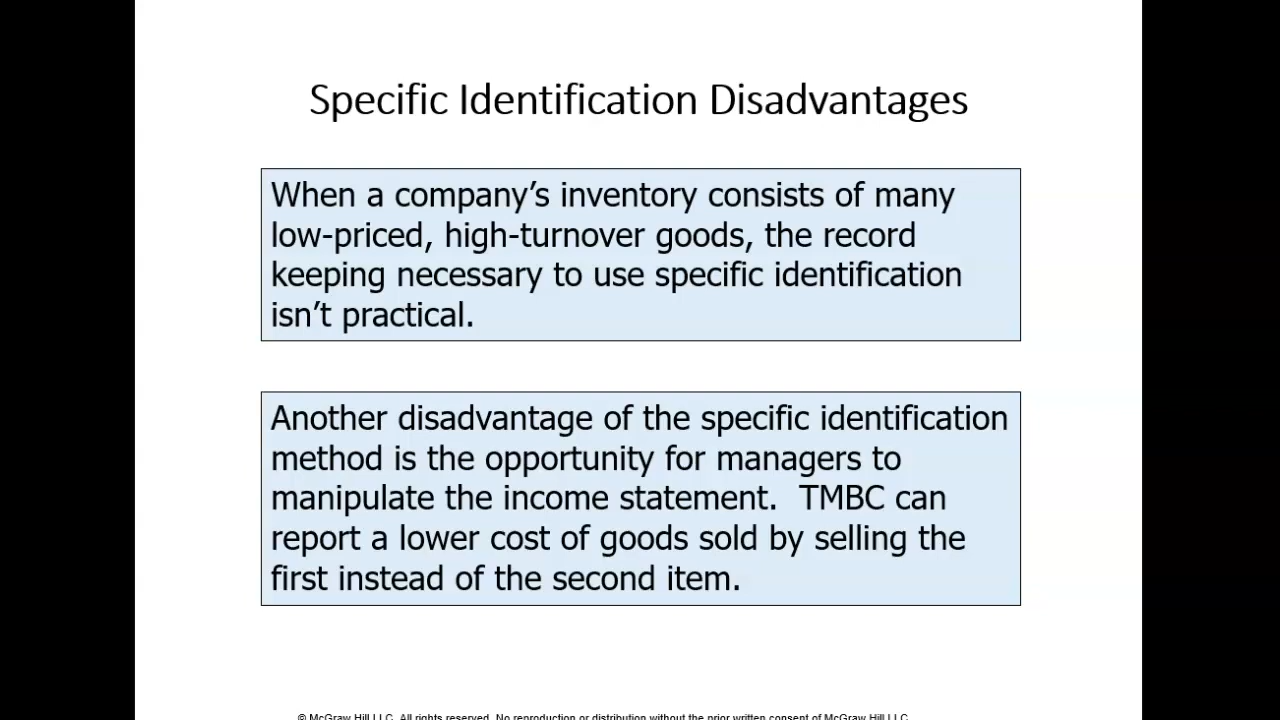 Specific Identification Disadvantages
When a company’s inventory consists of many
low-priced, high-turnover goods, the record
keeping necessary to use specific identification
isn’t practical.
Another disadvantage of the specific identification
method is the opportunity for managers to
manipulate the income statement.  TMBC can
report a lower cost of goods sold by selling the
first instead of the second item.
© McGraw Hill LLC. All rights reserved. No reproduction or distribution without the prior written consent of McGraw Hill LLC.